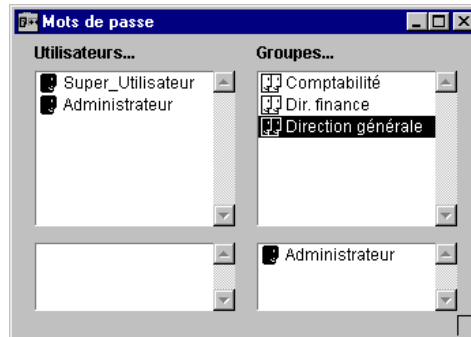 Mots de passe
Utilisateurs...
Groupes...
Super_Utilisateur
Administrateur
Comptabilité
Dir. finance
Direction générale
Administrateur